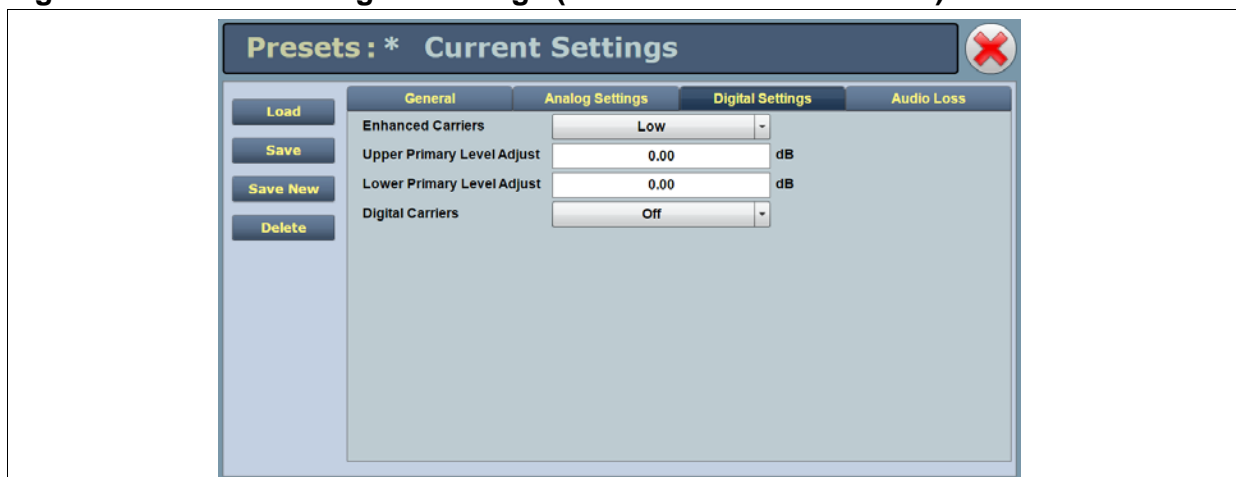 Presets: * Current Settings
Load
Save
Save New
Delete
General Analog Settings Digital Settings Audio Loss
Enhanced Carriers Low
Upper Primary Level Adjust 0.00 dB
Lower Primary Level Adjust 0.00 dB
Digital Carriers Off